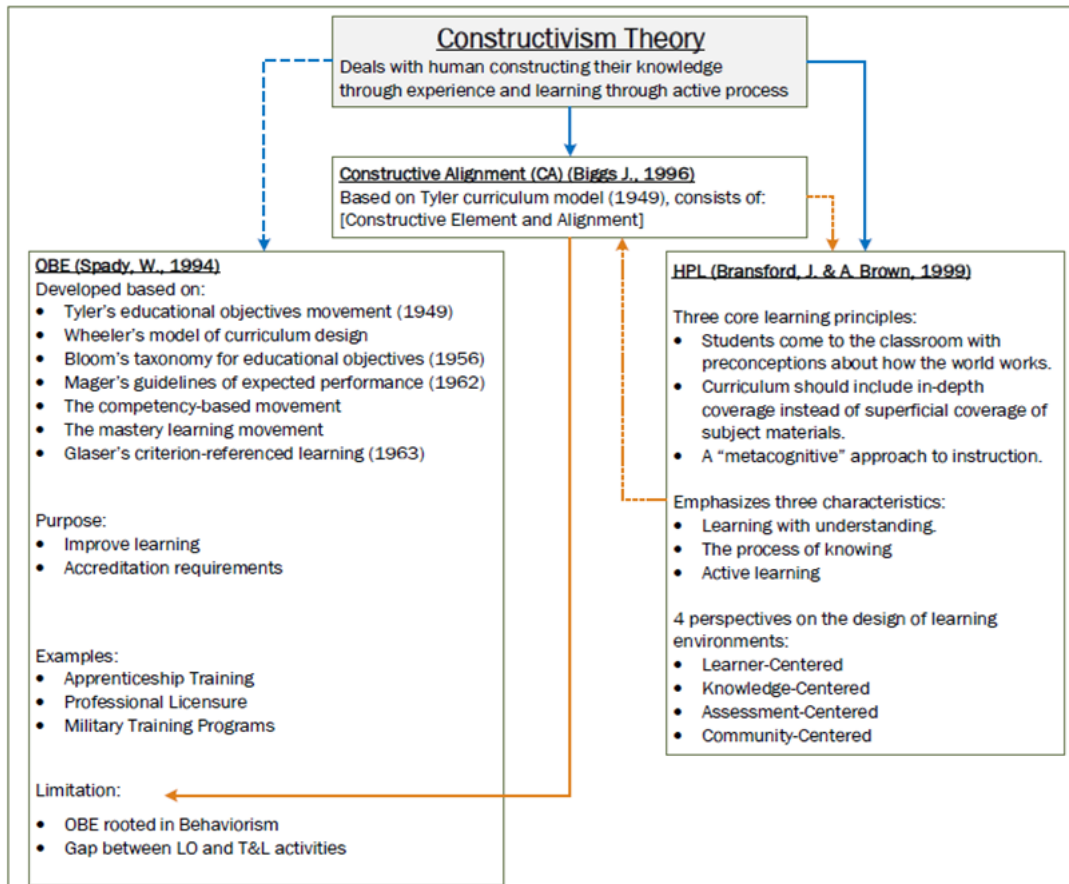 Constructivism Theory
Deals with human constructing their knowledge
through experience and learning through active process
Constructive Alignment (CA) (Biggs J., 1996)
Based on Tyler curriculum model (1949), consists of:
[Constructive Element and Alignment]
OBE (Spady, W., 1994)
Developed based on:
• Tyler's educational objectives movement (1949)
• Wheeler's model of curriculum design
• Bloom's taxonomy for educational objectives (1956)
• Mager's guidelines of expected performance (1962)
• The competency-based movement
• The mastery learning movement
• Glaser's criterion-referenced learning (1963)
Purpose:
• Improve learning
• Accreditation requirements
Examples:
• Apprenticeship Training
• Professional Licensure
• Military Training Programs
Limitation:
• OBE rooted in Behaviorism
• Gap between LO and T&L activities
HPL (Bransford, J. & A. Brown, 1999)
Three core learning principles:
• Students come to the classroom with
preconceptions about how the world works.
• Curriculum should include in-depth
coverage instead of superficial coverage of
subject materials.
• A “metacognitive” approach to instruction.
Emphasizes three characteristics:
• Learning with understanding.
• The process of knowing
• Active learning
4 perspectives on the design of learning
environments:
• Learner-Centered
• Knowledge-Centered
• Assessment-Centered
• Community-Centered